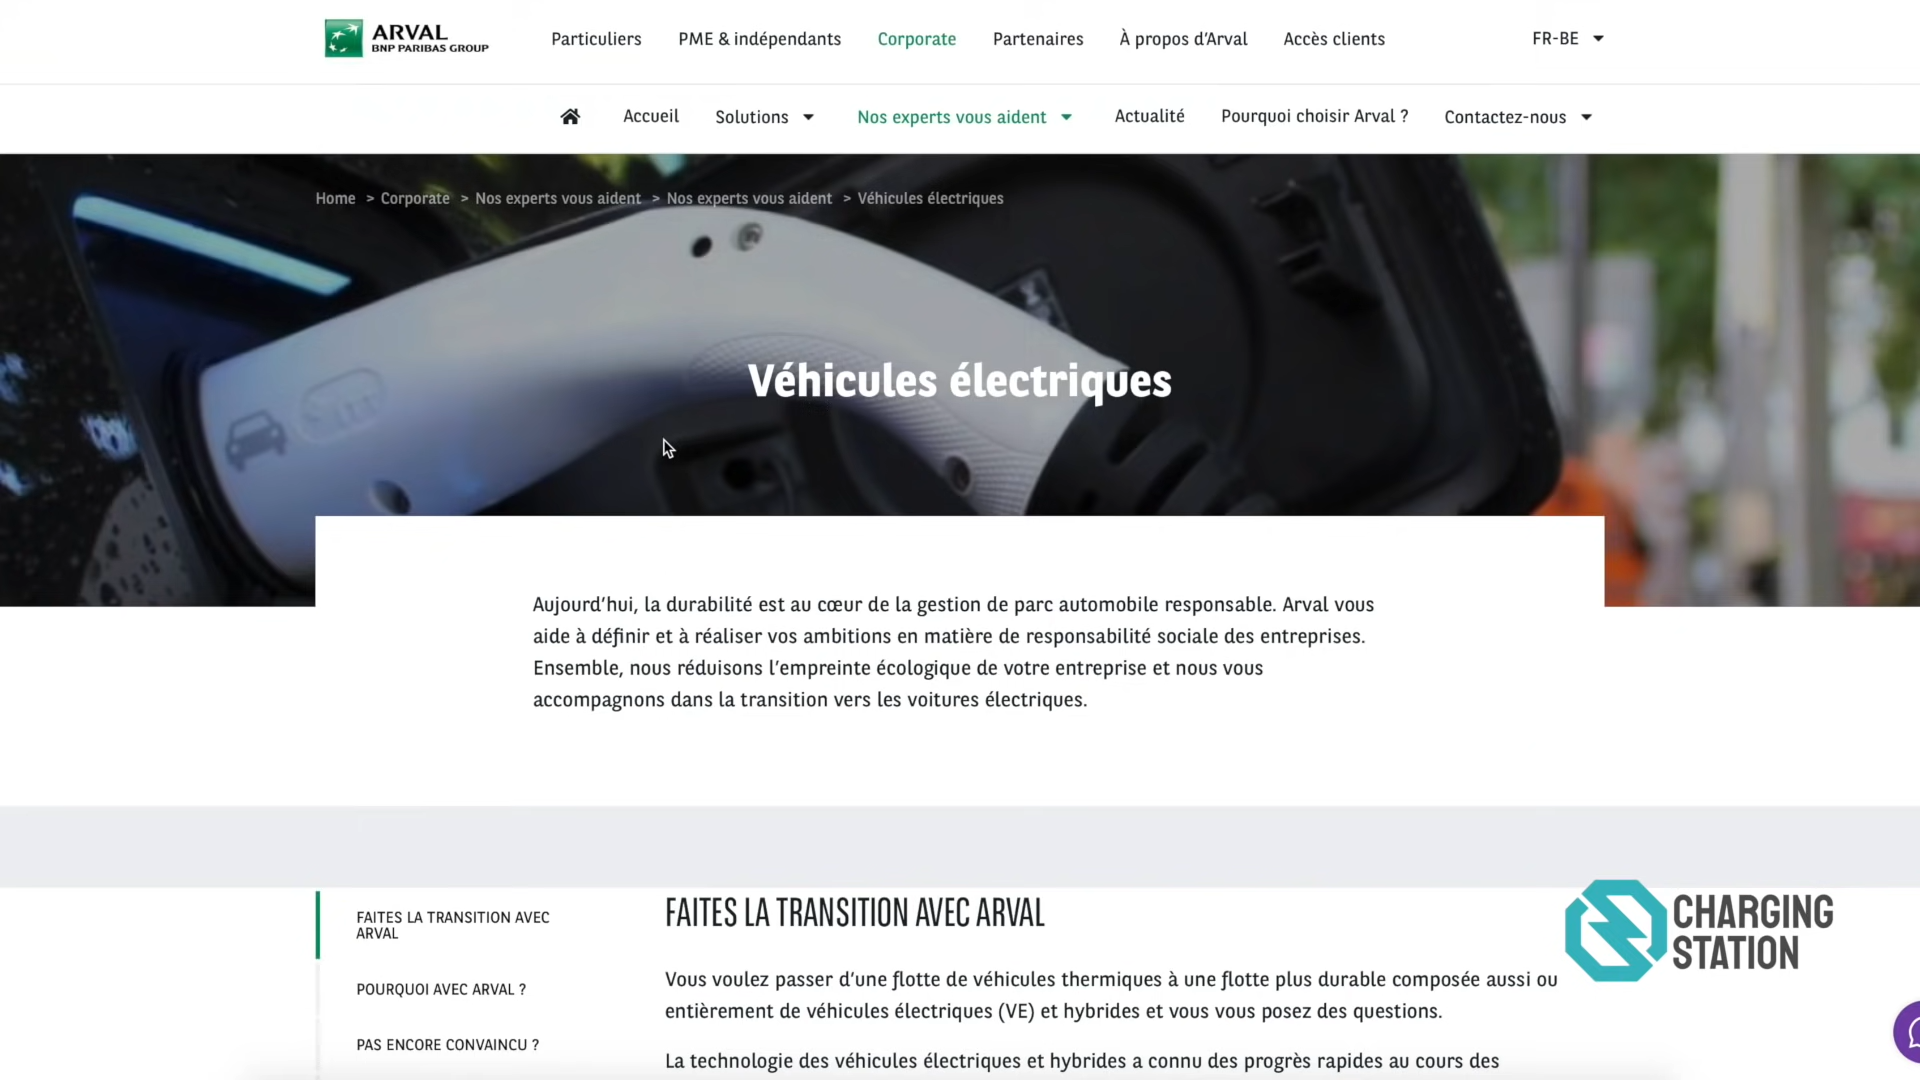 ARVAL
BNP PARIBAS GROUP
Particuliers
PME & indépendants
Corporate
Partenaires
À propos d'Arval
Accès clients
FR-BE
Accueil
Solutions
Nos experts vous aident
Actualité
Pourquoi choisir Arval ?
Contactez-nous
Home > Corporate > Nos experts vous aident > Nos experts vous aident > Véhicules électriques
Véhicules électriques
Aujourd'hui, la durabilité est au cœur de la gestion de parc automobile responsable. Arval vous
aide à définir et à réaliser vos ambitions en matière de responsabilité sociale des entreprises.
Ensemble, nous réduisons l'empreinte écologique de votre entreprise et nous vous
accompagnons dans la transition vers les voitures électriques.
FAITES LA TRANSITION AVEC
ARVAL
POURQUOI AVEC ARVAL ?
PAS ENCORE CONVAINCU ?
FAITES LA TRANSITION AVEC ARVAL
Vous voulez passer d'une flotte de véhicules thermiques à une flotte plus durable composée aussi ou
entièrement de véhicules électriques (VE) et hybrides et vous vous posez des questions.
La technologie des véhicules électriques et hybrides a connu des progrès rapides au cours des
CHARGING
STATION